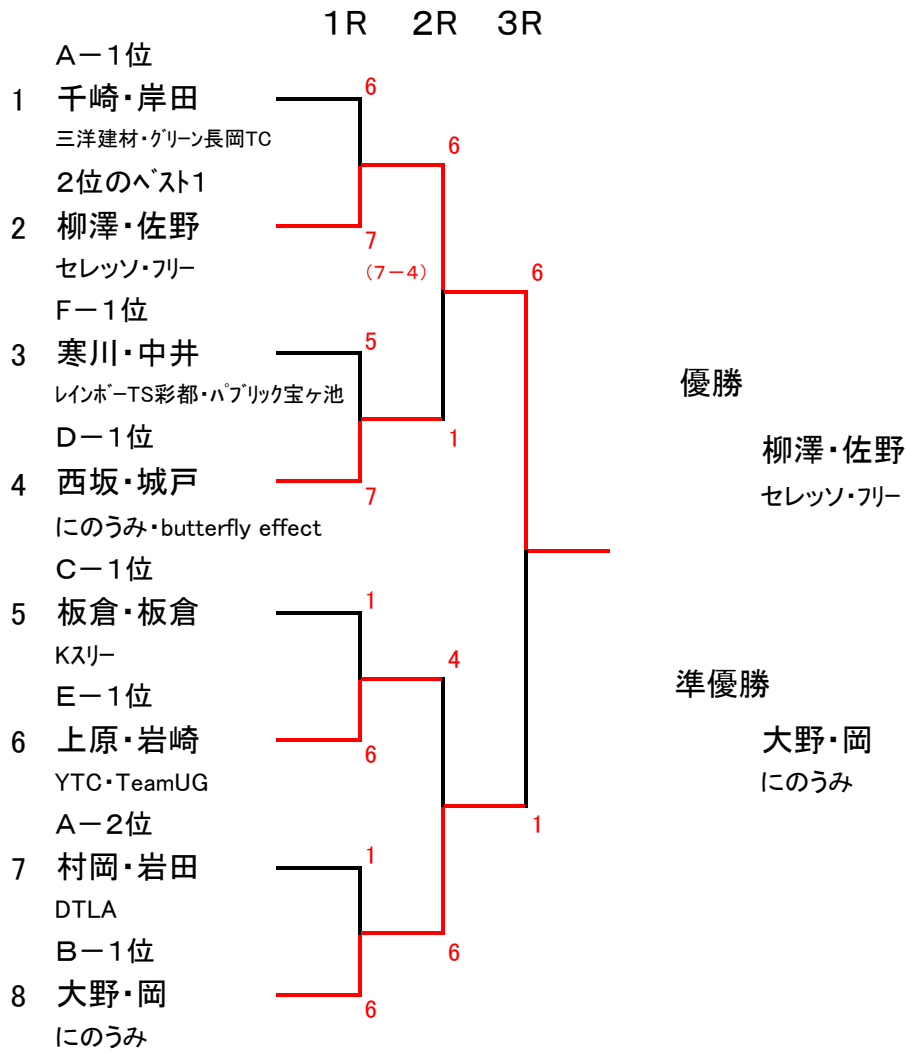 1R 2R 3R
A－1位
6
1 千崎・岸田
三洋建材・グリーン長岡TC
6
2位のベスト1
2 柳澤・佐野
7
セレッソ・フリー
(7－4)
6
F－1位
5
3 寒川・中井
レインボーTS彩都・パブリック宝ヶ池
優勝
D－1位
1
柳澤・佐野
4 西坂・城戸
7
セレッソ・フリー
にのうみ・butterfly effect
C－1位
1
5 板倉・板倉
Kスリー
4
E－1位
準優勝
6 上原・岩崎
6
大野・岡
YTC・TeamUG
にのうみ
A－2位
1
1
7 村岡・岩田
DTLA
B－1位
6
8 大野・岡
6
にのうみ